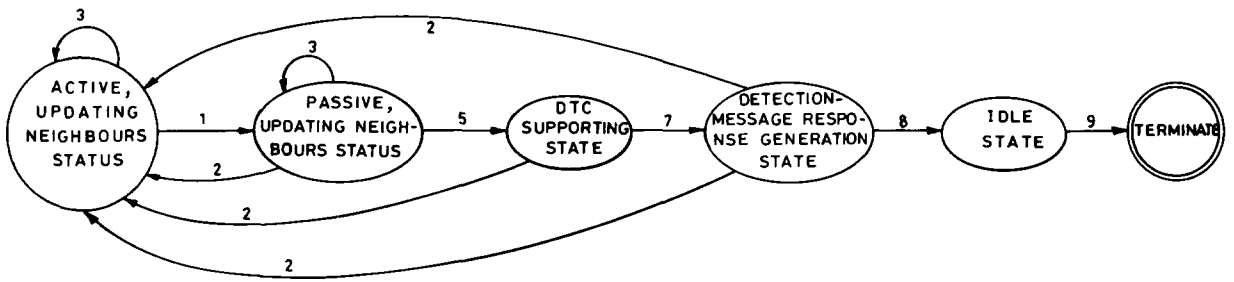 3
2
3
ACTIVE,
UPDATING
NEIGHBOURS
STATUS
1
PASSIVE,
UPDATING NEIGH-
BOURS STATUS
5
DTC
SUPPORTING
STATE
7
DETECTION-
MESSAGE RESPO-
NSE GENERATION
STATE
8
IDLE
STATE
9
TERMINATE
2
2
2